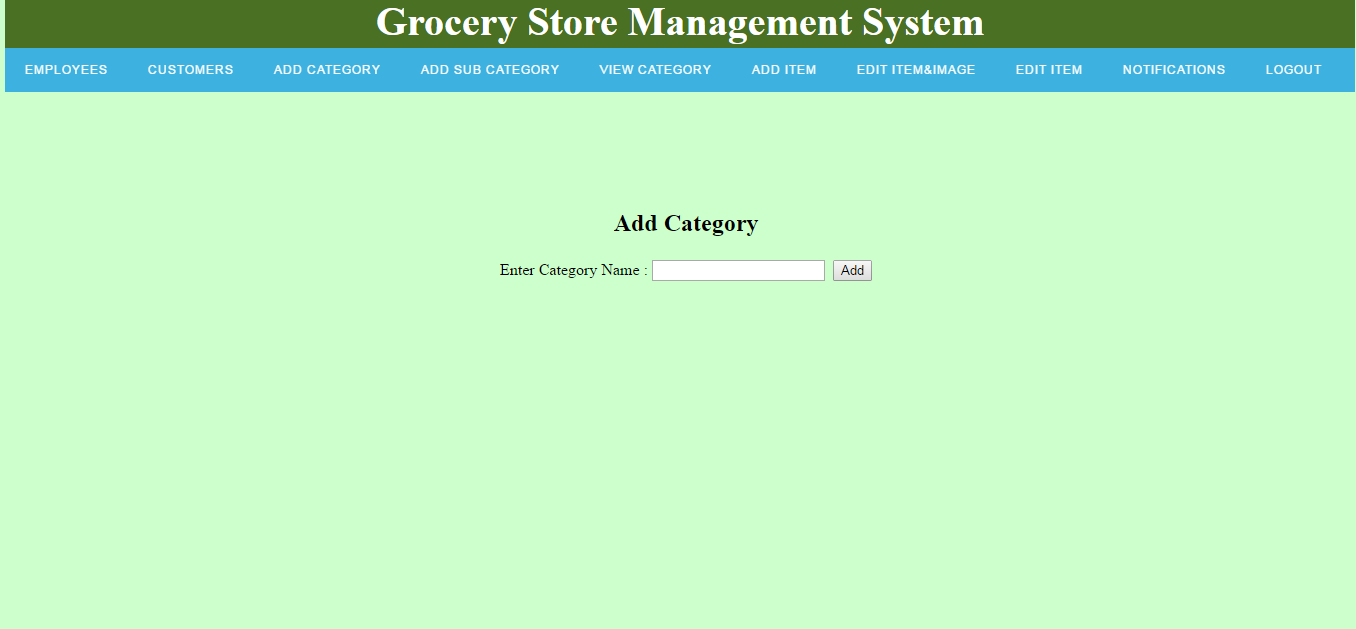 Grocery Store Management System
EMPLOYEES CUSTOMERS ADD CATEGORY ADD SUB CATEGORY VIEW CATEGORY ADD ITEM EDIT ITEM&IMAGE EDIT ITEM NOTIFICATIONS LOGOUT
Add Category
Enter Category Name : Add